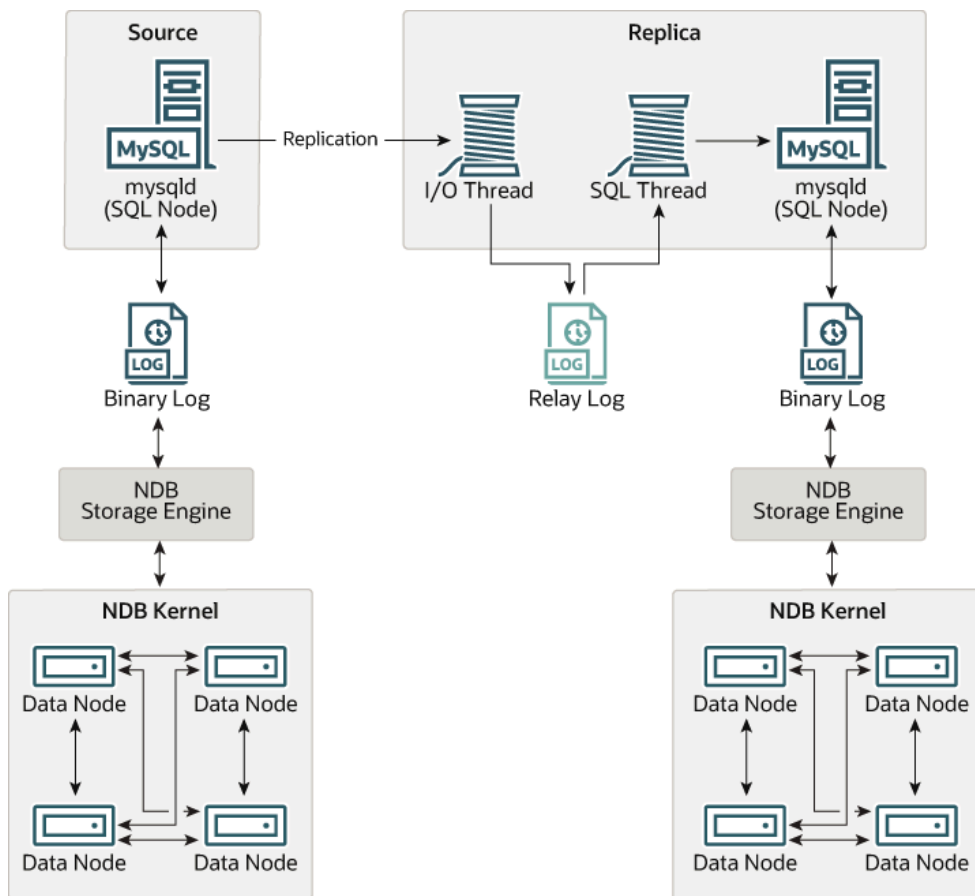 Source
Replica
MySQL
Replication
MySQL
mysqld
(SQL Node)
I/O Thread
SQL Thread
mysqld
(SQL Node)
LOG
LOG
LOG
Binary Log
Relay Log
Binary Log
NDB
Storage Engine
NDB
Storage Engine
NDB Kernel
NDB Kernel
Data Node
Data Node
Data Node
Data Node
Data Node
Data Node
Data Node
Data Node